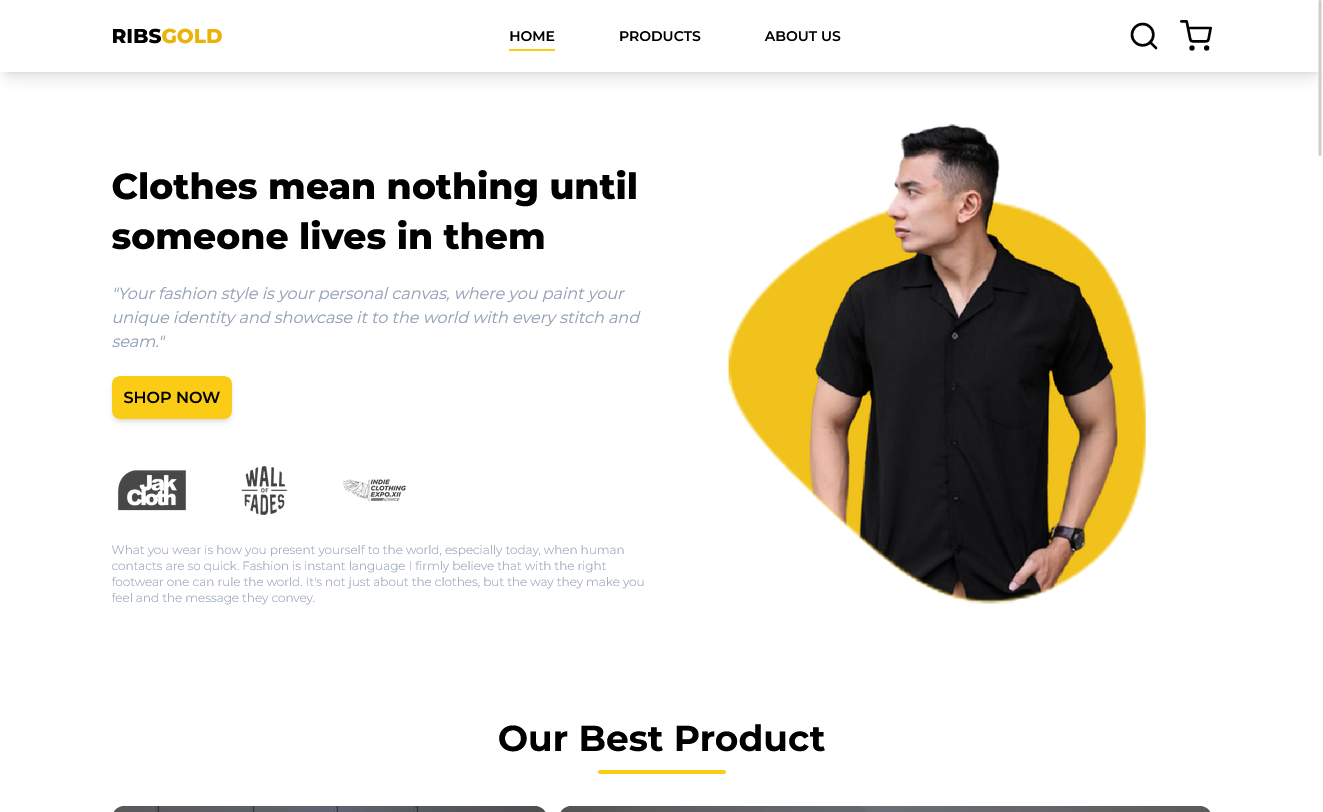 RIBSGOLD
HOME
PRODUCTS
ABOUT US
Clothes mean nothing until
someone lives in them
"Your fashion style is your personal canvas, where you paint your
unique identity and showcase it to the world with every stitch and
seam."
SHOP NOW
Jak
Cloth
WALL
OF
FADES
INDIE
CLOTHING
EXPO.XII
What you wear is how you present yourself to the world, especially today, when human
contacts are so quick. Fashion is instant language I firmly believe that with the right
footwear one can rule the world. It's not just about the clothes, but the way they make you
feel and the message they convey.
Our Best Product